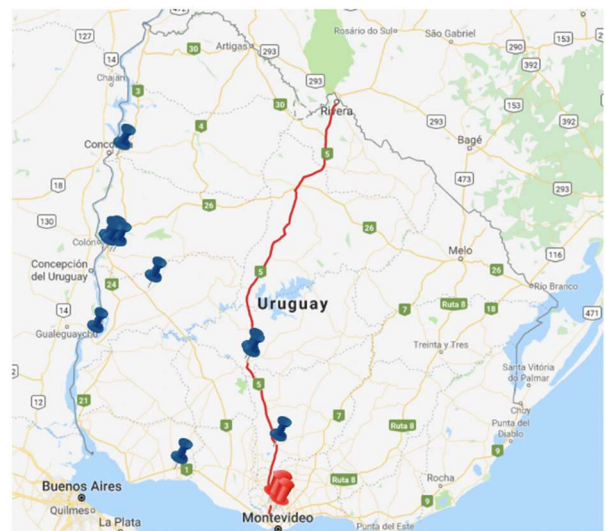 472
127
14
30
Artigas
Rosário do Sul
São Gabriel
290
153
392
293
Chajarí
3
293
30
Rivera
153
4
293
Bagé
5
18
473
293
130
26
26
Colón
Melo
116
Concepción
del Uruguay
24
5
26
Río Branco
14
Uruguay
7
Ruta 8
18
471
Gualeguaychú
Treinta y Tres
Santa Vitória
do Palmar
12
21
5
3
7
Ruta 8
Chuy
Punta del
Diablo
1
9
Buenos Aires
Ruta 8
Rocha
9
Quilmes
La Plata
Montevideo
Punta del Este